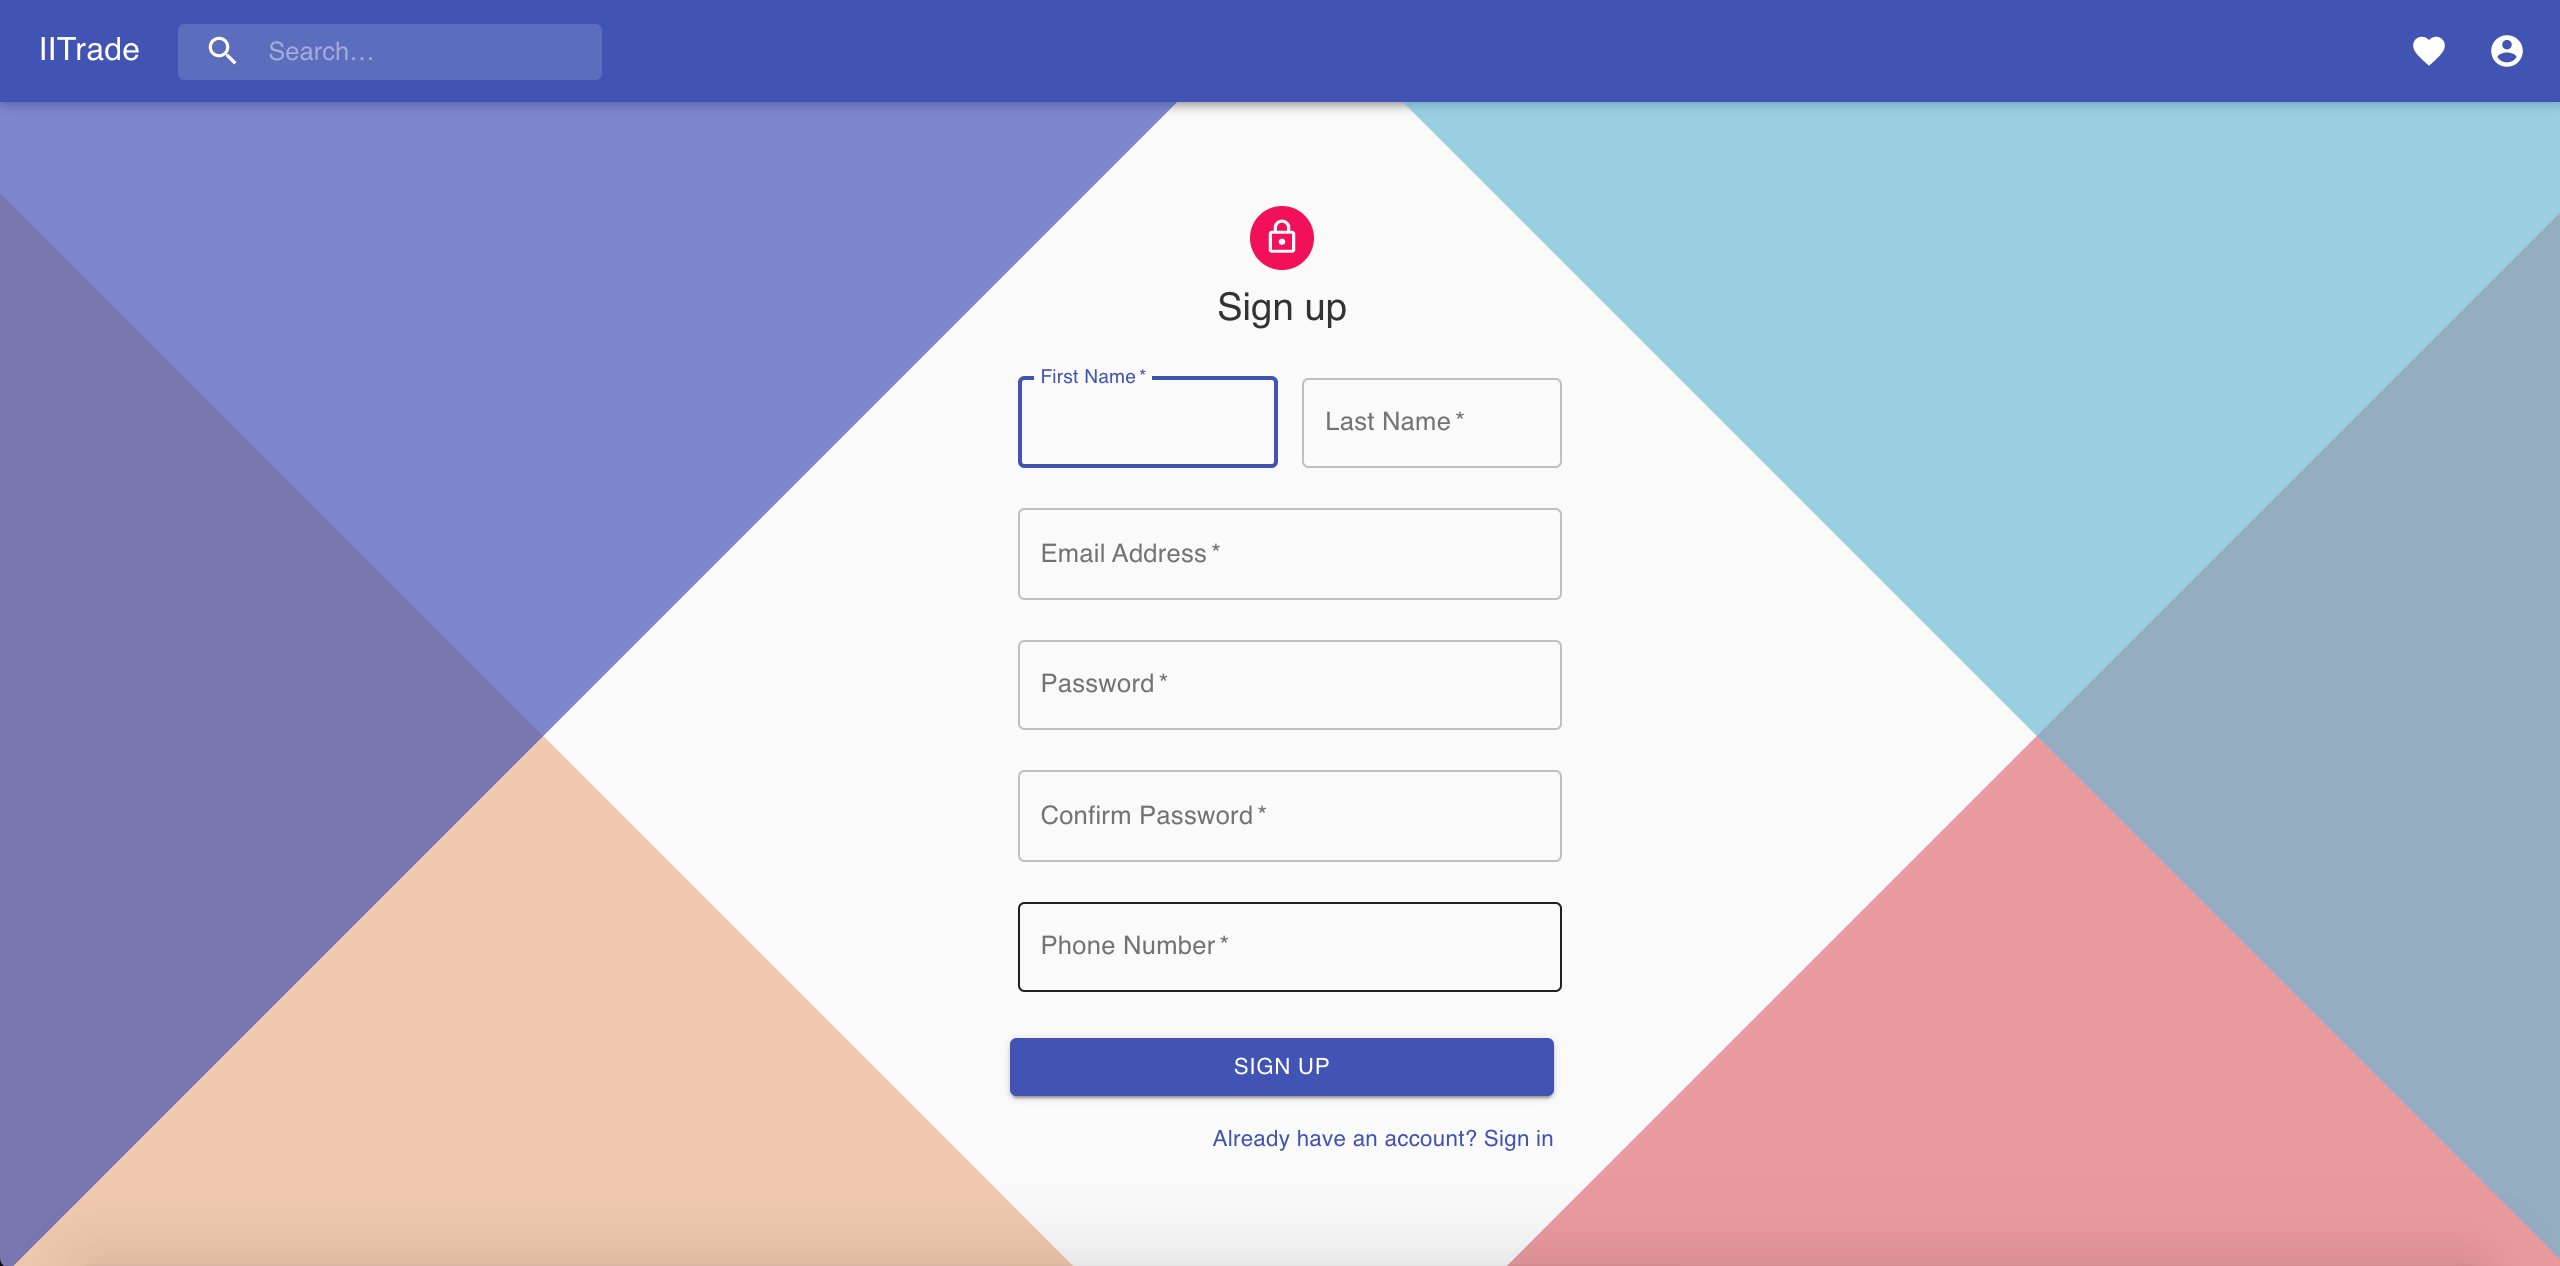 IITrade
Search…
Sign up
First Name *
Last Name *
Email Address *
Password *
Confirm Password *
Phone Number *
SIGN UP
Already have an account? Sign in